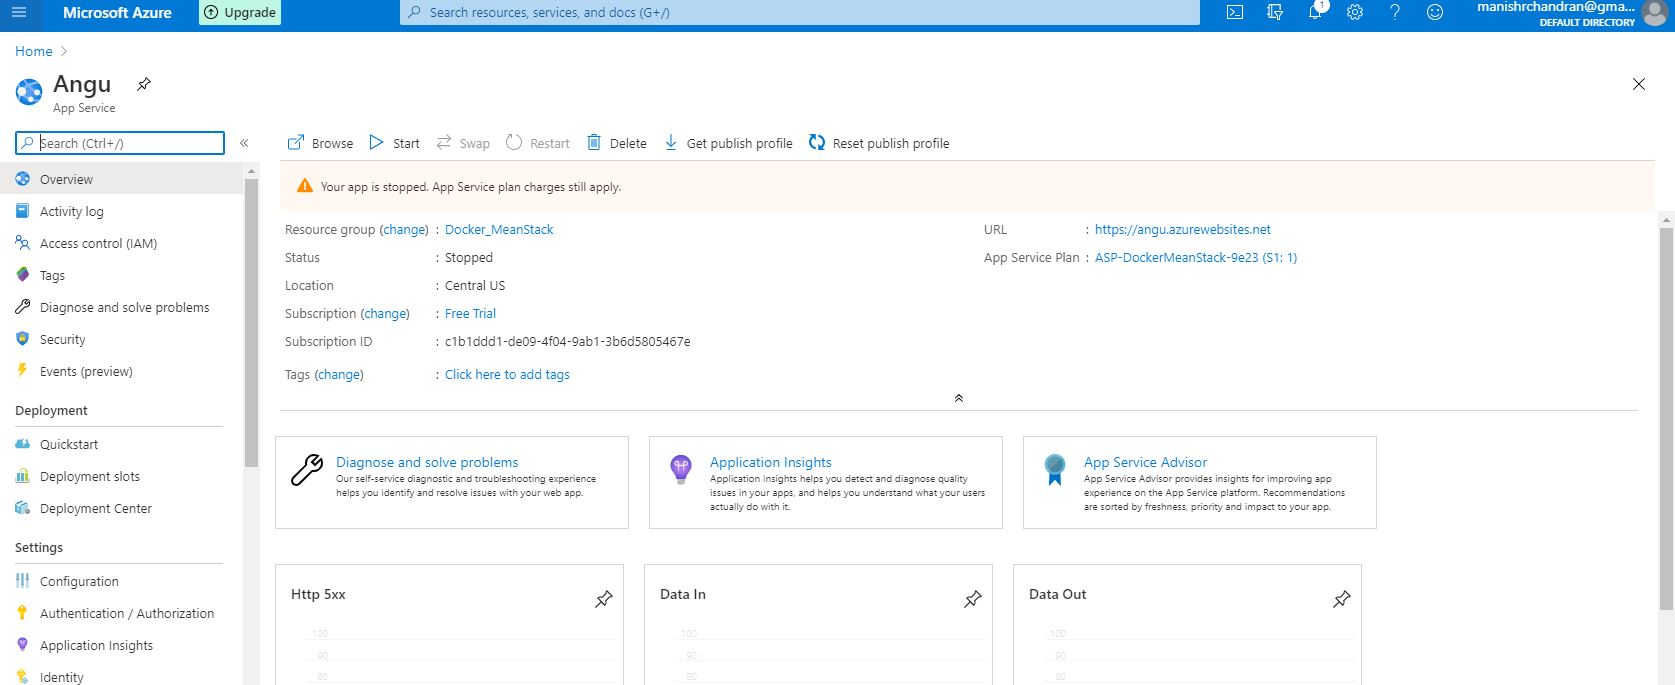 Microsoft Azure
Upgrade
Search resources, services, and docs (G+/)
1
manishrchandran@gma...
DEFAULT DIRECTORY
Home
Angu
App Service
Search (Ctrl+/)
Browse
Start
Swap
Restart
Delete
Get publish profile
Reset publish profile
Overview
Activity log
Access control (IAM)
Tags
Diagnose and solve problems
Security
Events (preview)
Deployment
Quickstart
Deployment slots
Deployment Center
Settings
Configuration
Authentication / Authorization
Application Insights
Identity
Your app is stopped. App Service plan charges still apply.
Resource group (change) : Docker_MeanStack
Status : Stopped
Location : Central US
Subscription (change) : Free Trial
Subscription ID : c1b1ddd1-de09-4f04-9ab1-3b6d5805467e
Tags (change) : Click here to add tags
URL : https://angu.azurewebsites.net
App Service Plan : ASP-DockerMeanStack-9e23 (S1: 1)
Diagnose and solve problems
Our self-service diagnostic and troubleshooting experience
helps you identify and resolve issues with your web app.
Application Insights
Application Insights helps you detect and diagnose quality
issues in your apps, and helps you understand what your users
actually do with it.
App Service Advisor
App Service Advisor provides insights for improving app
experience on the App Service platform. Recommendations
are sorted by freshness, priority and impact to your app.
Http 5xx
100
90
80
Data In
100
90
80
Data Out
100
90
80